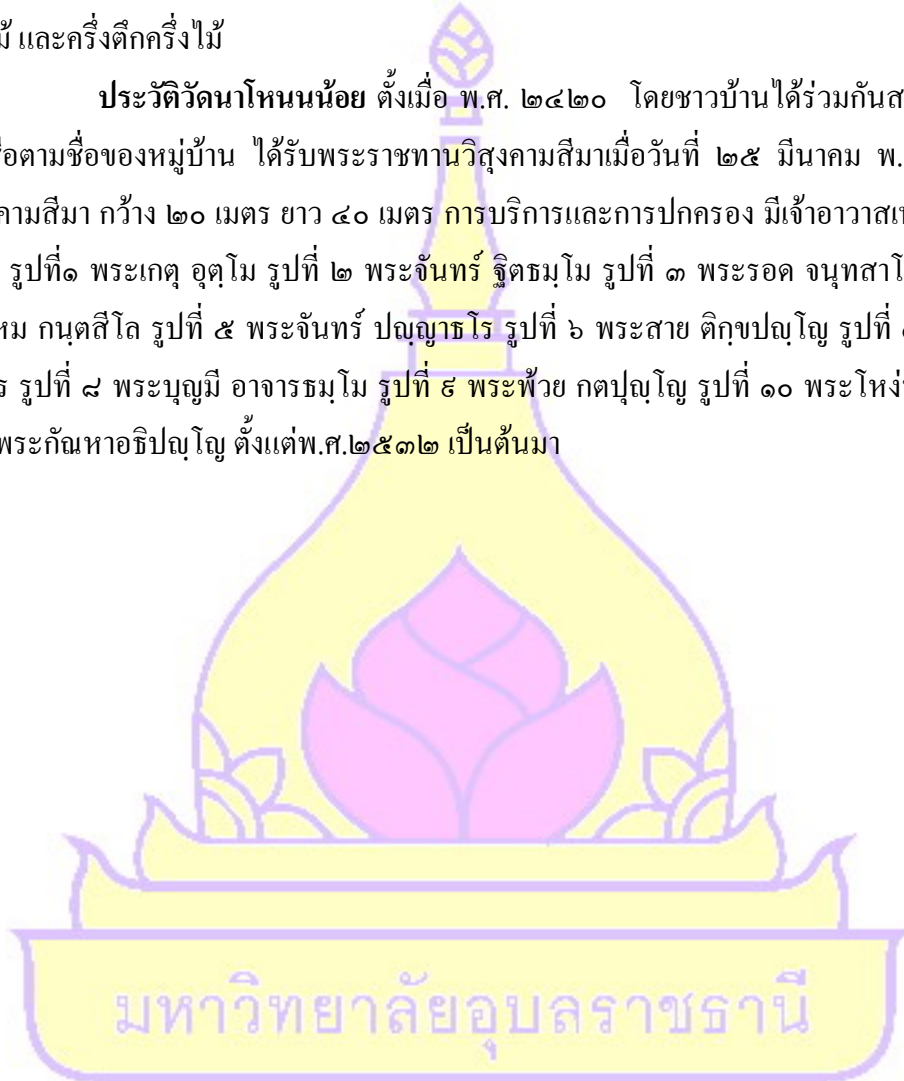 และครึ่งตึกครึ่งไม้
ประวัติวัดนาโหนนน้อย ตั้งเมื่อ พ.ศ. ๒๔๒๐ โดยชาวบ้านได้ร่วมกัน
ตามชื่อของหมู่บ้าน ได้รับพระราชทานวิสุงคามสีมาเมื่อวันที่ ๒๕ มีนาคม พ.
คามสีมา กว้าง ๒๐ เมตร ยาว ๔๐ เมตร การบริการและการปกครอง มีเจ้าอาวาส
รูปที่๑ พระเกตุ อุตฺโม รูปที่ ๒ พระจันทร์ ฐิตธมฺโม รูปที่ ๓ พระรอด จนุทสาโ
หม กนฺตสีโล รูปที่ ๕ พระจันทร์ ปญฺญาธโร รูปที่ ๖ พระสาย ติกฺขปญฺโญ รูปที่
ร รูปที่ ๘ พระบุญมี อาจารธมฺโม รูปที่ ๙ พระพ้วย กตปุญฺโญ รูปที่ ๑๐ พระโหง่
พระกัณหาอธิปญฺโญ ตั้งแต่พ.ศ.๒๕๓๒ เป็นต้นมา
มหาวิทยาลัยอุบลราชธานี